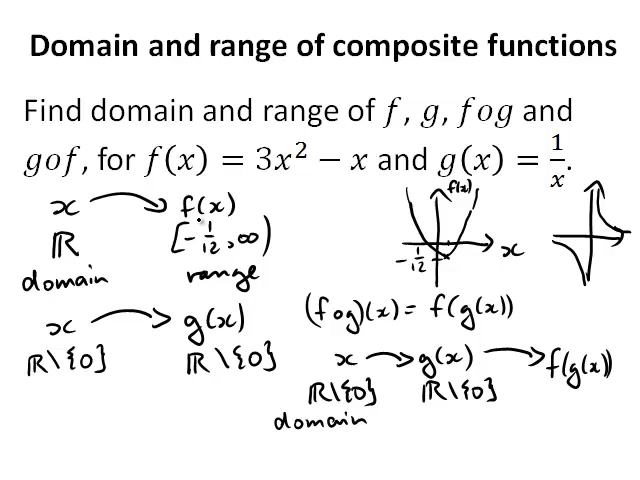 Domain and range of composite functions
Find domain and range of f, g, fog and
gof, for f(x) = 3x² − x and g(x) = 1/x.
x → f(x)
ℝ [-1/12, ∞)
domain range
x → g(x)
ℝ\{0} ℝ\{0}
f(x)
x
-1/12
(fog)(x) = f(g(x))
x → g(x) → f(g(x))
ℝ\{0} ℝ\{0}
domain